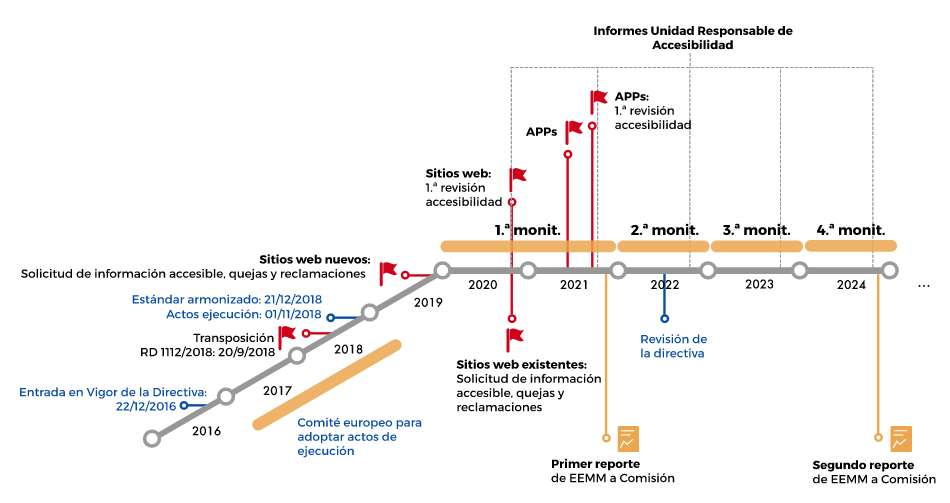 Informes Unidad Responsable de
Accesibilidad
APPs:
1.ª revisión
accesibilidad
APPs
Sitios web:
1.ª revisión
accesibilidad
1.ª monit.
2.ª monit.
3.ª monit.
4.ª monit.
Sitios web nuevos:
Solicitud de información accesible, quejas y reclamaciones
2020
2021
2022
2023
2024
...
Estándar armonizado: 21/12/2018
Actos ejecución: 01/11/2018
2019
Transposición
RD 1112/2018: 20/9/2018
2018
Revisión de
la directiva
Sitios web existentes:
Solicitud de información
accesible, quejas y
reclamaciones
Entrada en Vigor de la Directiva:
22/12/2016
2017
2016
Comité europeo para
adoptar actos de
ejecución
Primer reporte
de EEMM a Comisión
Segundo reporte
de EEMM a Comisión